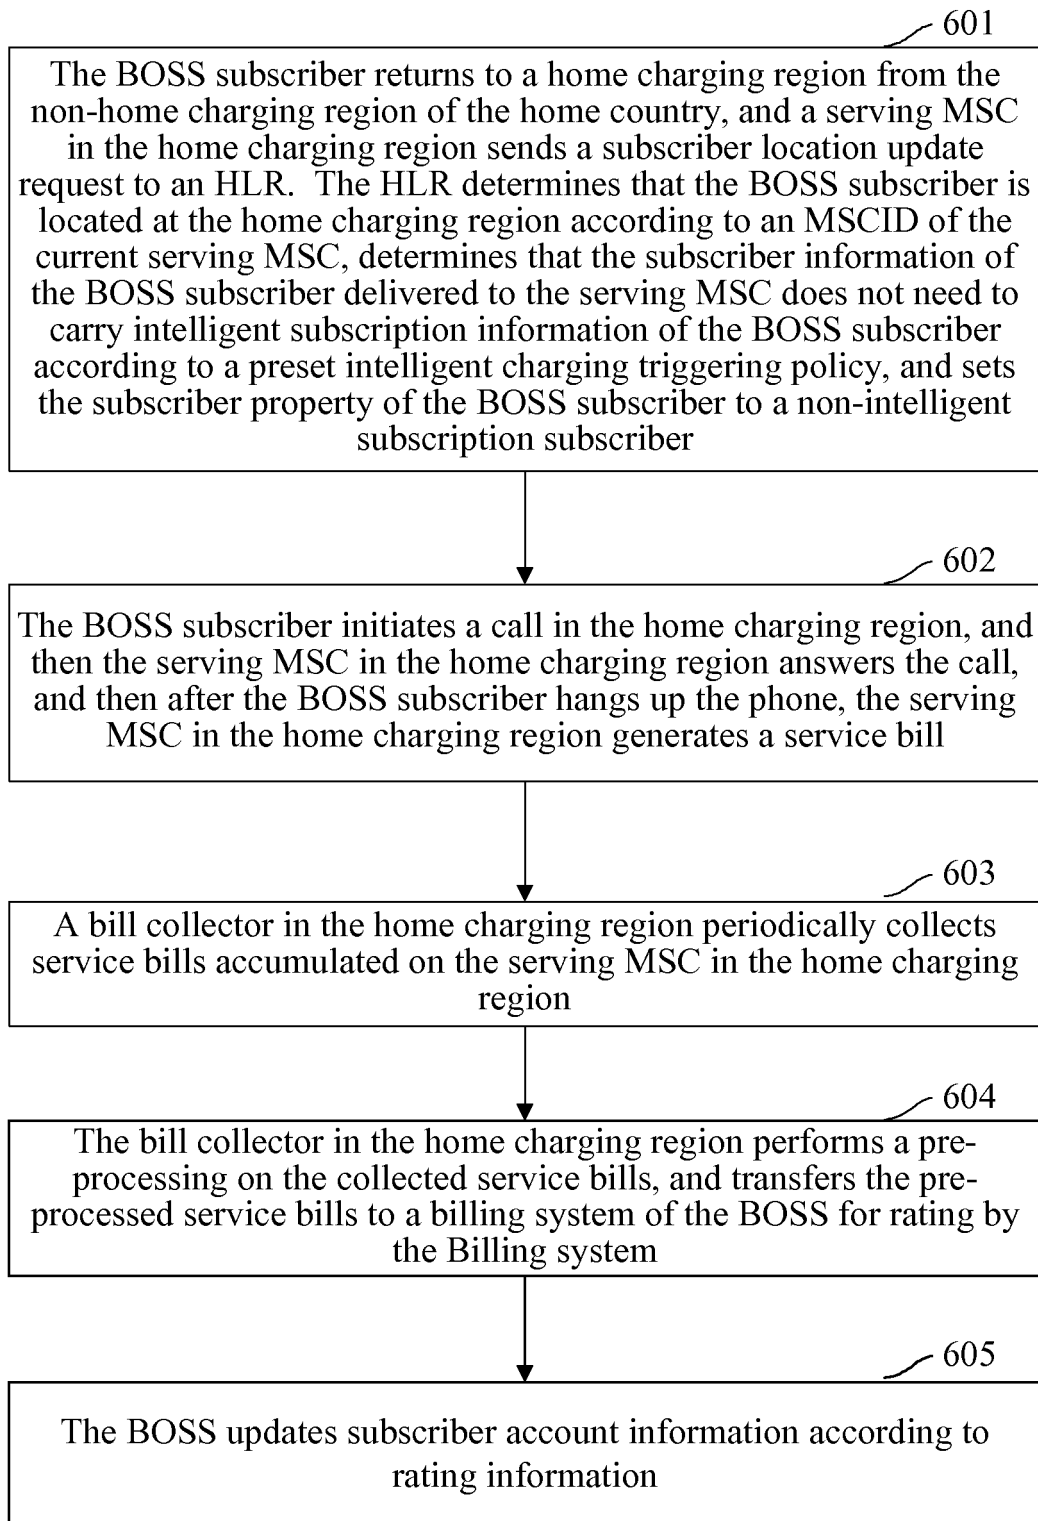 601
The BOSS subscriber returns to a home charging region from the
non-home charging region of the home country, and a serving MSC
in the home charging region sends a subscriber location update
request to an HLR. The HLR determines that the BOSS subscriber is
located at the home charging region according to an MSCID of the
current serving MSC, determines that the subscriber information of
the BOSS subscriber delivered to the serving MSC does not need to
carry intelligent subscription information of the BOSS subscriber
according to a preset intelligent charging triggering policy, and sets
the subscriber property of the BOSS subscriber to a non-intelligent
subscription subscriber
602
The BOSS subscriber initiates a call in the home charging region, and
then the serving MSC in the home charging region answers the call,
and then after the BOSS subscriber hangs up the phone, the serving
MSC in the home charging region generates a service bill
603
A bill collector in the home charging region periodically collects
service bills accumulated on the serving MSC in the home charging
region
604
The bill collector in the home charging region performs a pre-
processing on the collected service bills, and transfers the pre-
processed service bills to a billing system of the BOSS for rating by
the Billing system
605
The BOSS updates subscriber account information according to
rating information